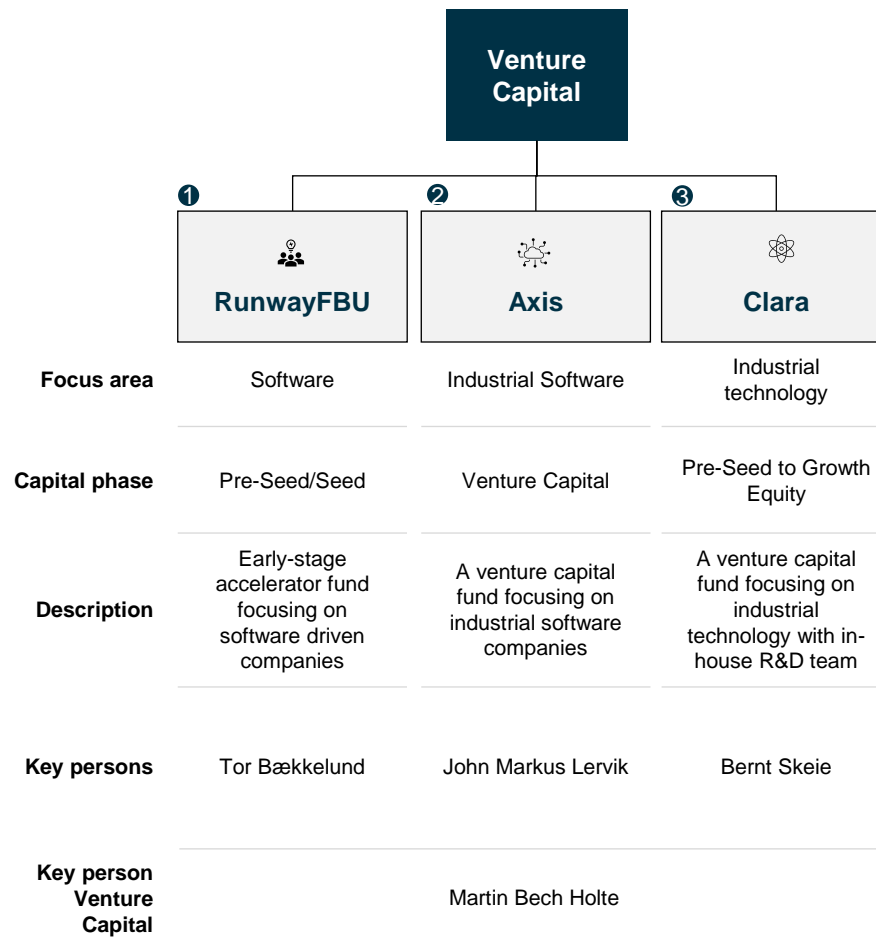 Venture
Capital
1
2
3
RunwayFBU
Axis
Clara
Focus area
Software
Industrial Software
Industrial
technology
Capital phase
Pre-Seed/Seed
Venture Capital
Pre-Seed to Growth
Equity
Description
Early-stage
accelerator fund
focusing on
software driven
companies
A venture capital
fund focusing on
industrial software
companies
A venture capital
fund focusing on
industrial
technology with in-
house R&D team
Key persons
Tor Bækkelund
John Markus Lervik
Bernt Skeie
Key person
Venture
Capital
Martin Bech Holte